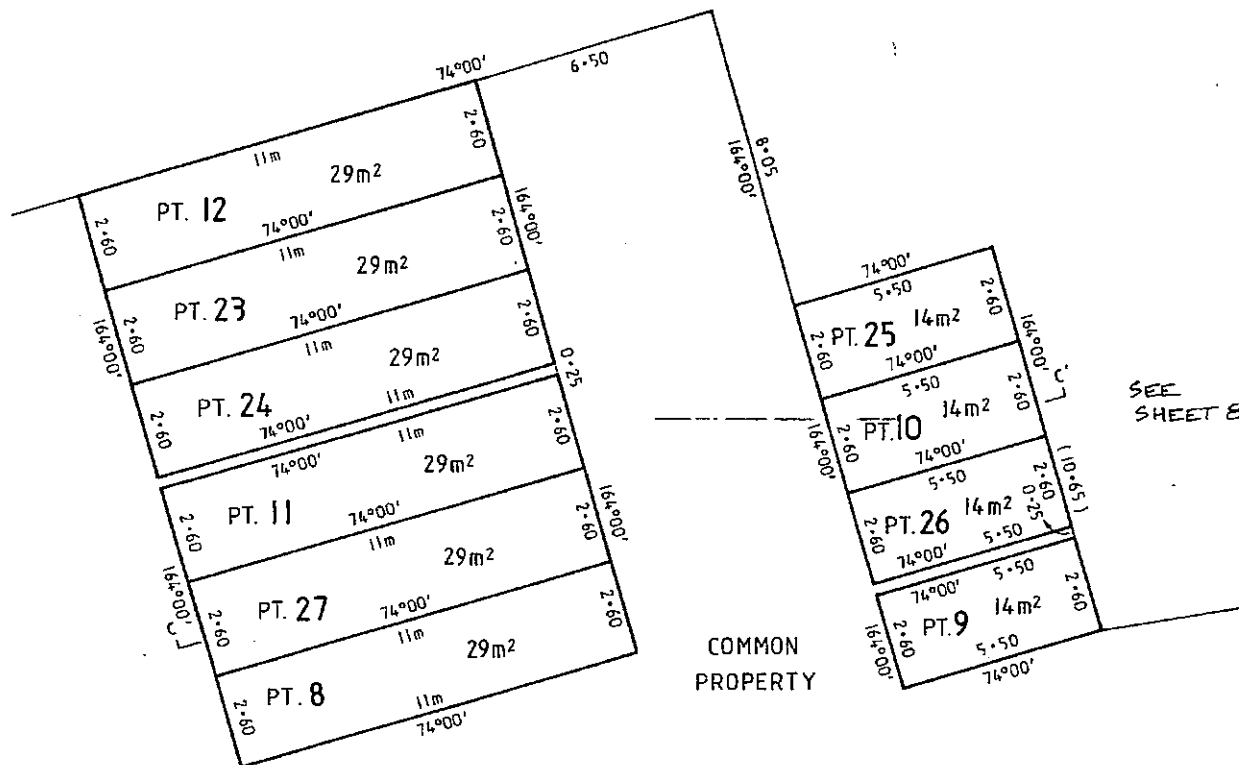 74°00'
6·50
11m
2·60
29m²
PT. 12
2·60
164°00'
8·05
164°00'
74°00'
11m
2·60
29m²
PT. 23
2·60
164°00'
74°00'
11m
2·60
29m²
PT. 24
2·60
74°00'
11m
0·25
74°00'
11m
2·60
29m²
PT. 11
2·60
164°00'
74°00'
11m
2·60
29m²
PT. 27
2·60
164°00'
74°00'
11m
2·60
29m²
PT. 8
2·60
11m
74°00'
COMMON
PROPERTY
74°00'
5·50
2·60
14m²
PT. 25
2·60
164°00'
74°00'
5·50
2·60
14m²
PT. 10
2·60
164°00'
C'
C'
SEE
SHEET 8
74°00'
5·50
2·60
(10·65)
0·25
14m²
PT. 26
2·60
5·50
74°00'
74°00'
5·50
2·60
14m²
PT. 9
2·60
164°00'
5·50
74°00'